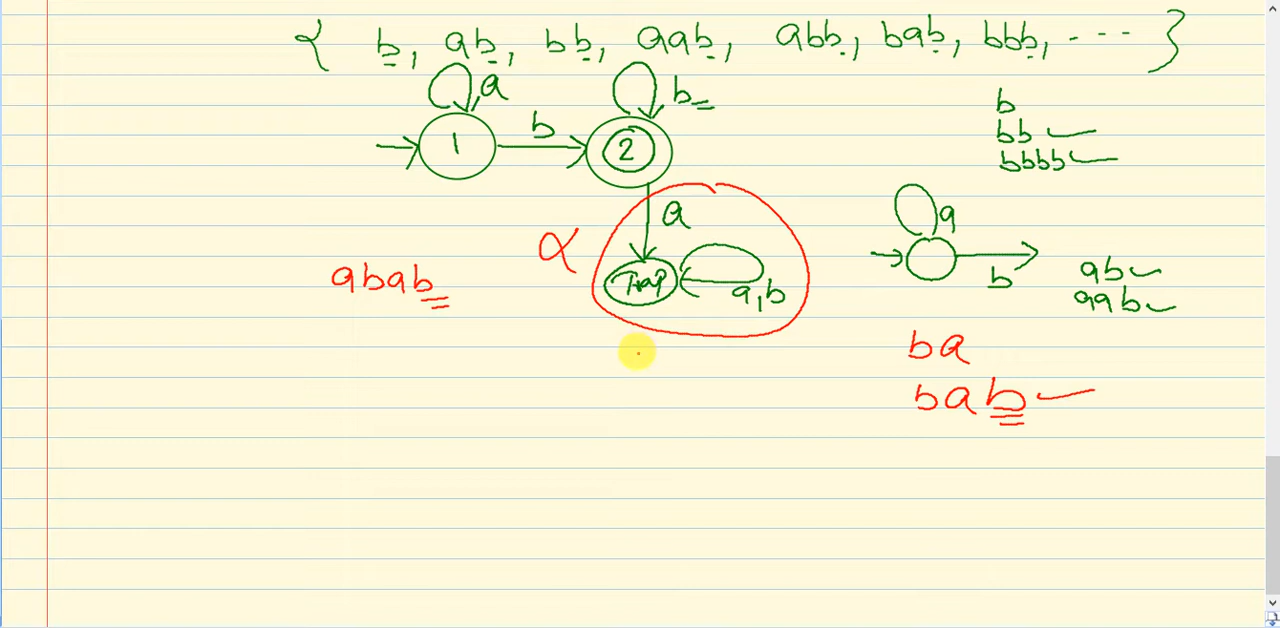 { b, ab, bb, aab, abb, bab, bbb, ---- }
a
b
b
1
b
2
bb
bbbb
a
a
α
abab
Trap
a,b
b
ab
aab
ba
bab